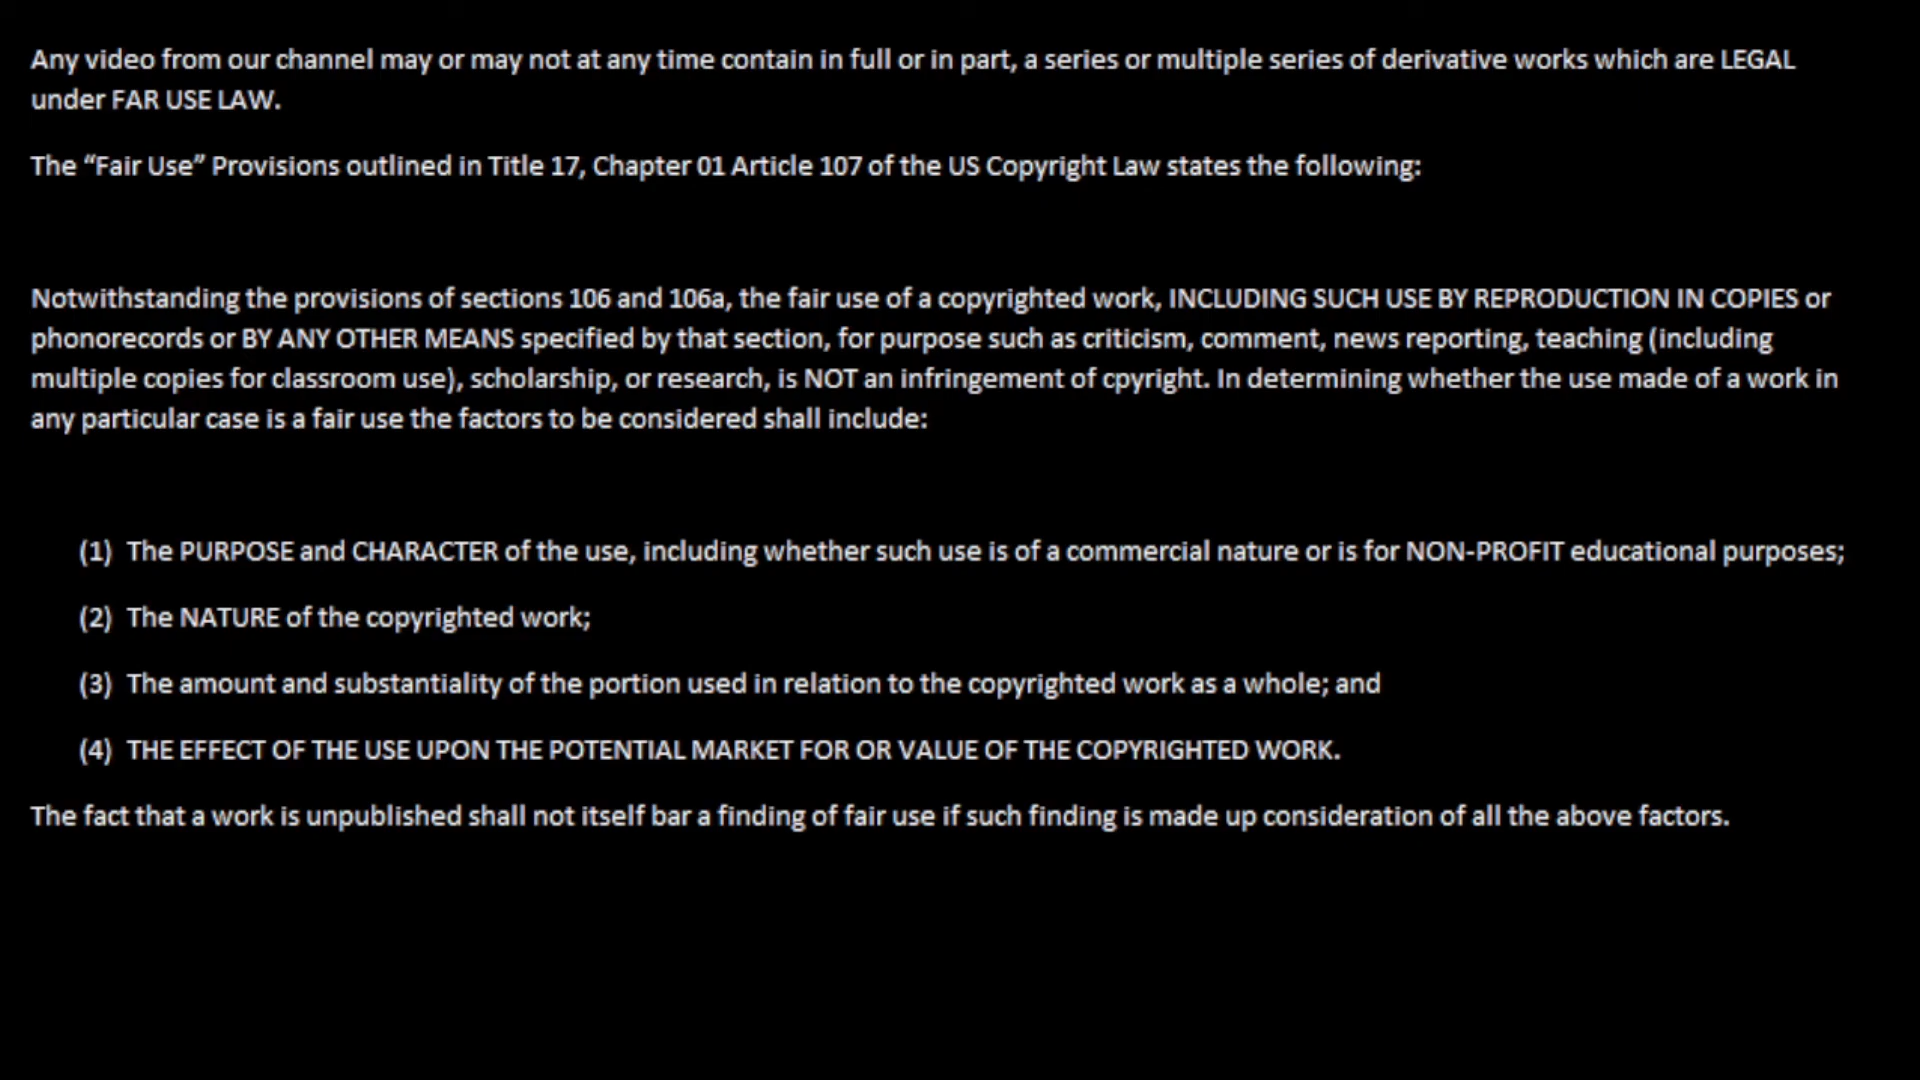 Any video from our channel may or may not at any time contain in full or in part, a series or multiple series of derivative works which are LEGAL
under FAR USE LAW.
The “Fair Use” Provisions outlined in Title 17, Chapter 01 Article 107 of the US Copyright Law states the following:
Notwithstanding the provisions of sections 106 and 106a, the fair use of a copyrighted work, INCLUDING SUCH USE BY REPRODUCTION IN COPIES or
phonorecords or BY ANY OTHER MEANS specified by that section, for purpose such as criticism, comment, news reporting, teaching (including
multiple copies for classroom use), scholarship, or research, is NOT an infringement of cpyright. In determining whether the use made of a work in
any particular case is a fair use the factors to be considered shall include:
(1) The PURPOSE and CHARACTER of the use, including whether such use is of a commercial nature or is for NON-PROFIT educational purposes;
(2) The NATURE of the copyrighted work;
(3) The amount and substantiality of the portion used in relation to the copyrighted work as a whole; and
(4) THE EFFECT OF THE USE UPON THE POTENTIAL MARKET FOR OR VALUE OF THE COPYRIGHTED WORK.
The fact that a work is unpublished shall not itself bar a finding of fair use if such finding is made up consideration of all the above factors.